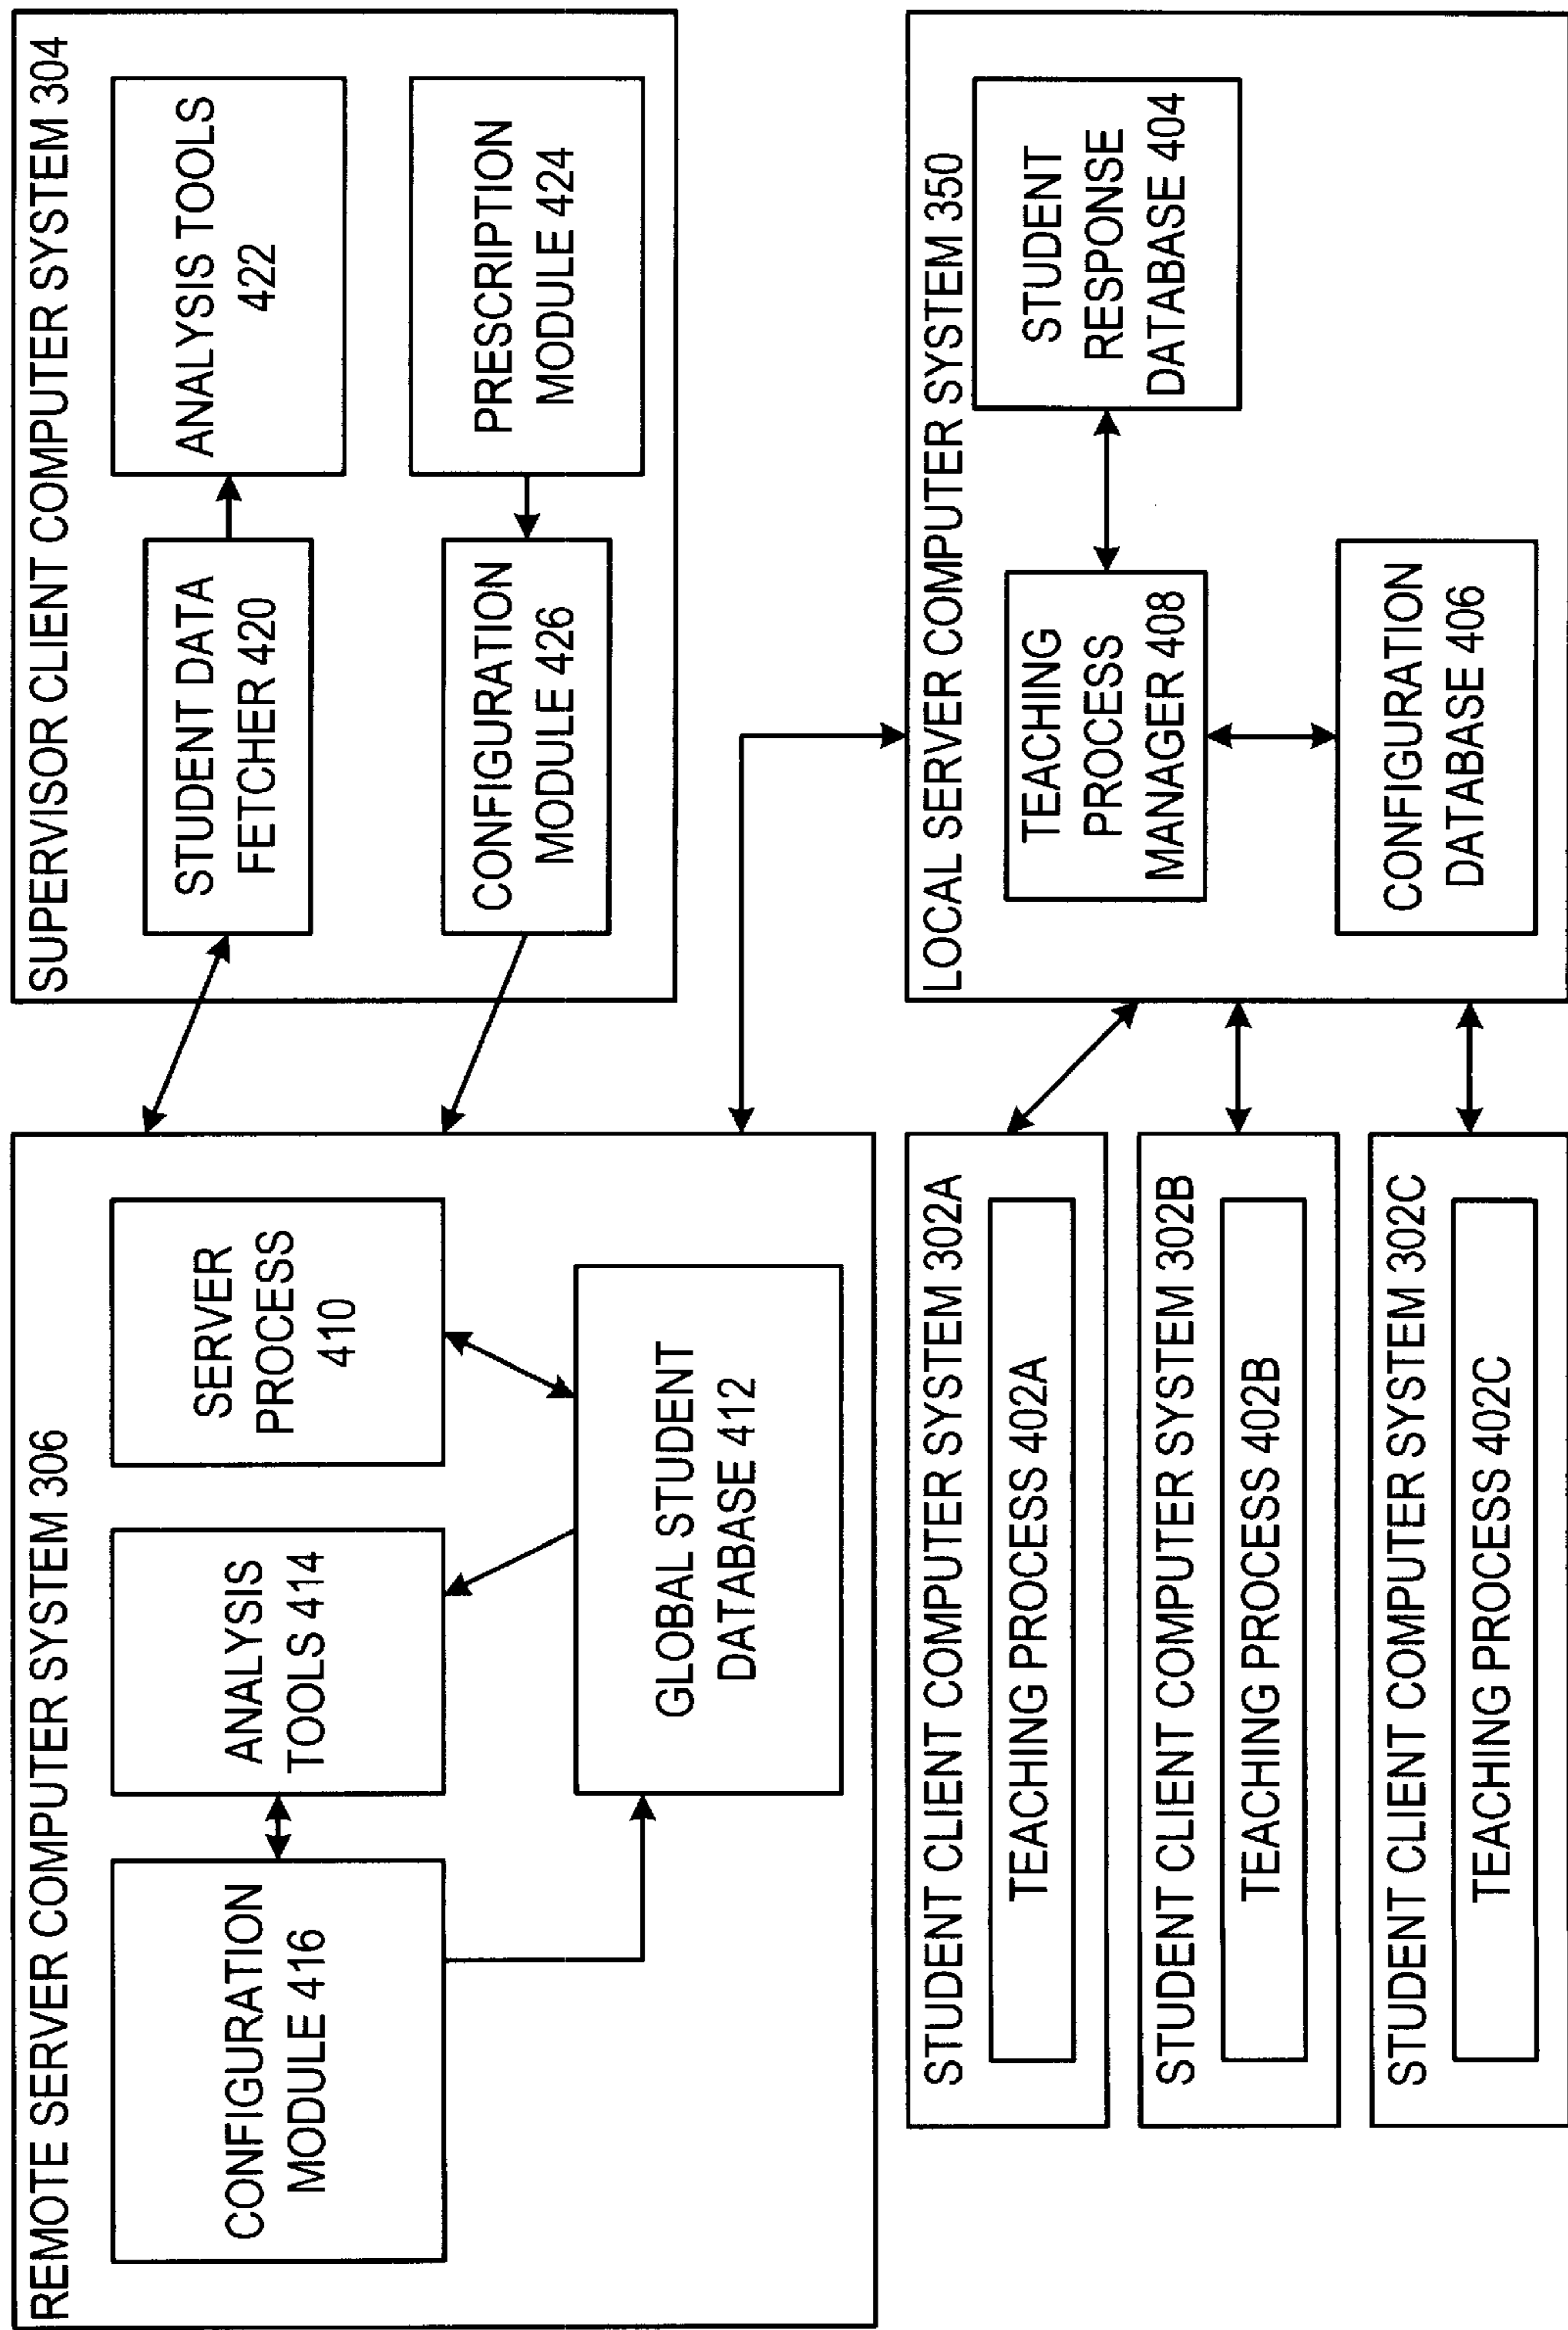 REMOTE SERVER COMPUTER SYSTEM 306
CONFIGURATION
MODULE 416
ANALYSIS
TOOLS 414
SERVER
PROCESS
410
GLOBAL STUDENT
DATABASE 412
SUPERVISOR CLIENT COMPUTER SYSTEM 304
STUDENT DATA
FETCHER 420
ANALYSIS TOOLS
422
CONFIGURATION
MODULE 426
PRESCRIPTION
MODULE 424
STUDENT CLIENT COMPUTER SYSTEM 302A
TEACHING PROCESS 402A
STUDENT CLIENT COMPUTER SYSTEM 302B
TEACHING PROCESS 402B
STUDENT CLIENT COMPUTER SYSTEM 302C
TEACHING PROCESS 402C
LOCAL SERVER COMPUTER SYSTEM 350
TEACHING
PROCESS
MANAGER 408
STUDENT
RESPONSE
DATABASE 404
CONFIGURATION
DATABASE 406